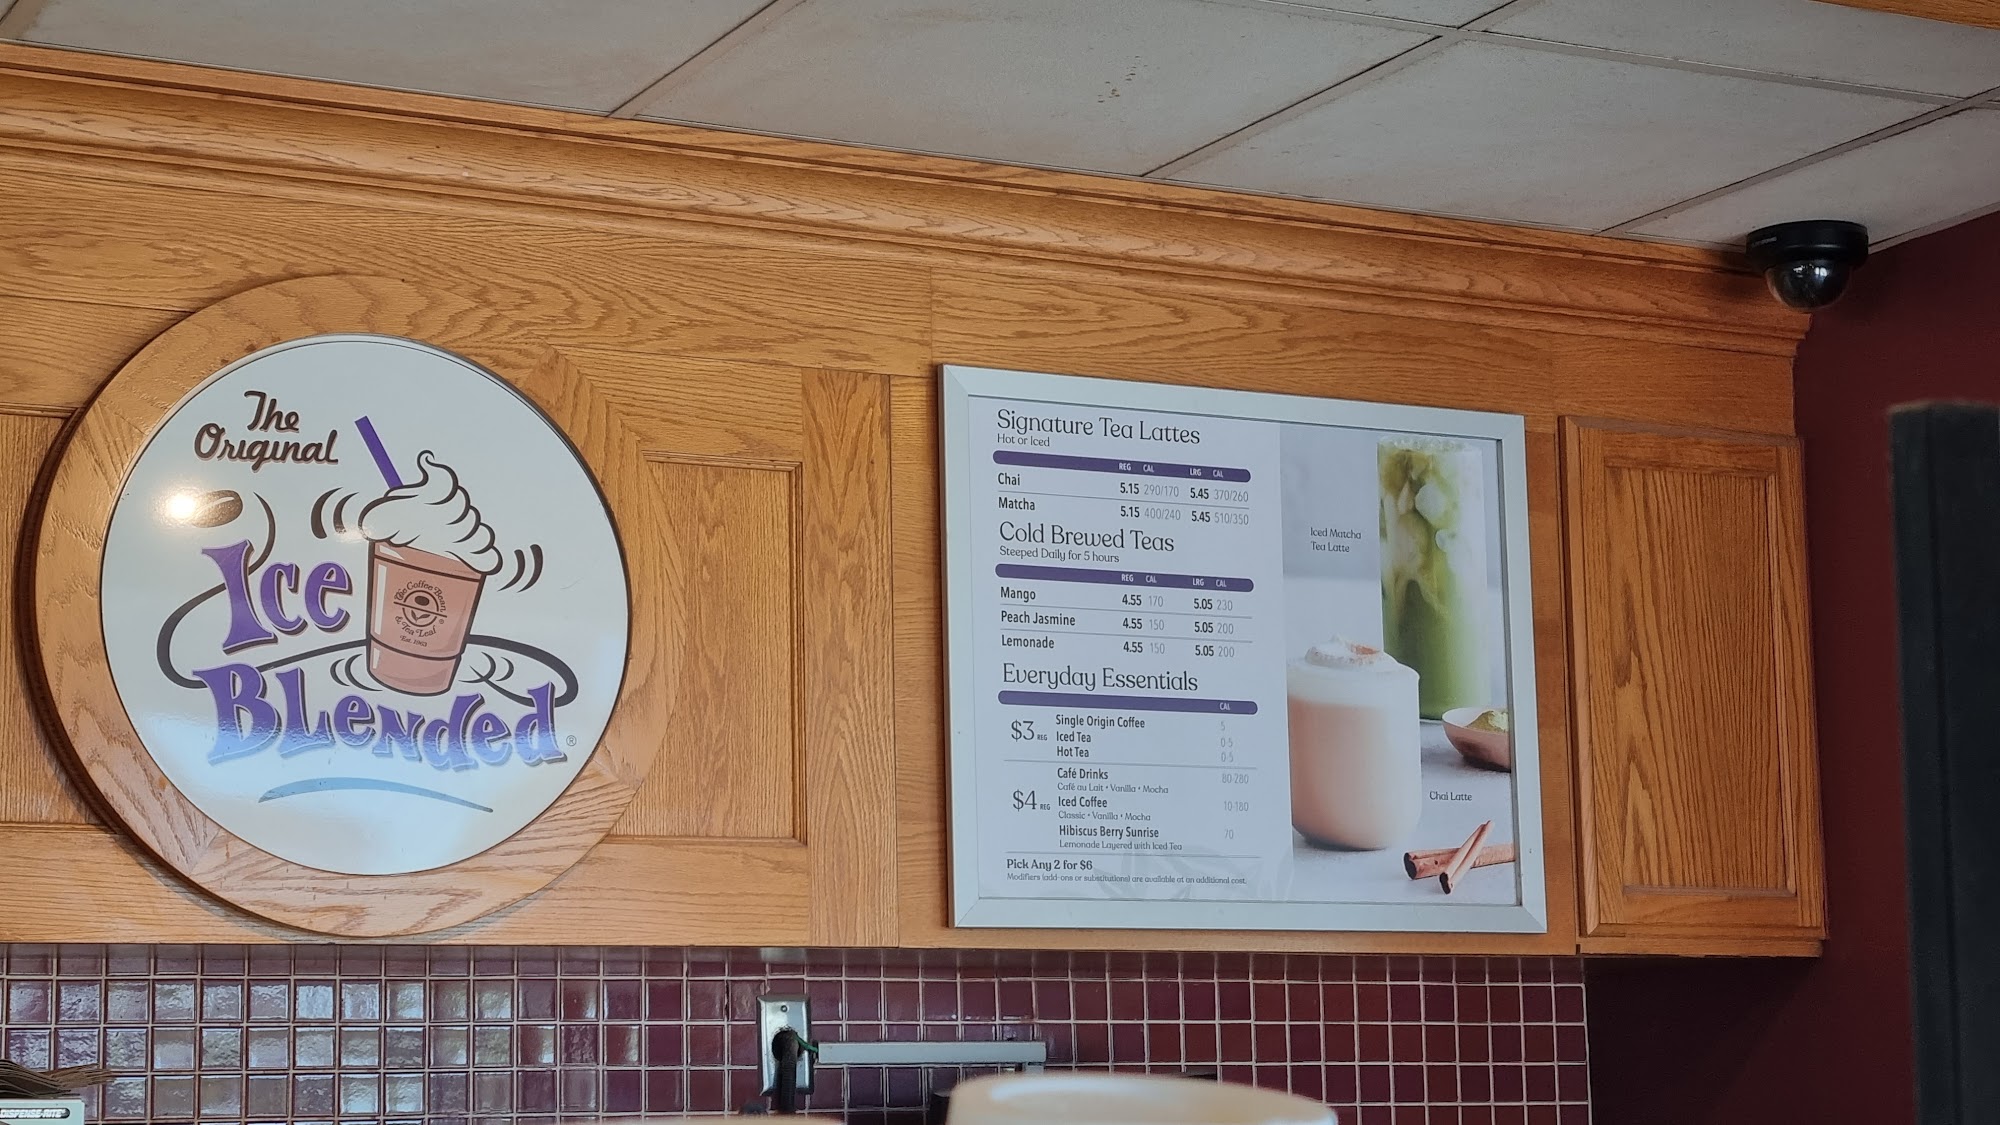 The
Original
Ice
Blended®
The Coffee Bean
& Tea Leaf®
Est. 1963
Signature Tea Lattes
Hot or Iced
REG CAL LRG CAL
Chai 5.15 290/170 5.45 370/260
Matcha 5.15 400/240 5.45 510/350
Cold Brewed Teas
Steeped Daily for 5 hours
REG CAL LRG CAL
Mango 4.55 170 5.05 230
Peach Jasmine 4.55 150 5.05 200
Lemonade 4.55 150 5.05 200
Everyday Essentials
CAL
$3 REG
Single Origin Coffee 5
Iced Tea 0-5
Hot Tea 0-5
$4 REG
Café Drinks 80-280
Café au Lait • Vanilla • Mocha
Iced Coffee 10-180
Classic • Vanilla • Mocha
Hibiscus Berry Sunrise 70
Lemonade Layered with Iced Tea
Pick Any 2 for $6
Modifiers (add-ons or substitutions) are available at an additional cost.
Iced Matcha
Tea Latte
Chai Latte
DISPENSE-RITE